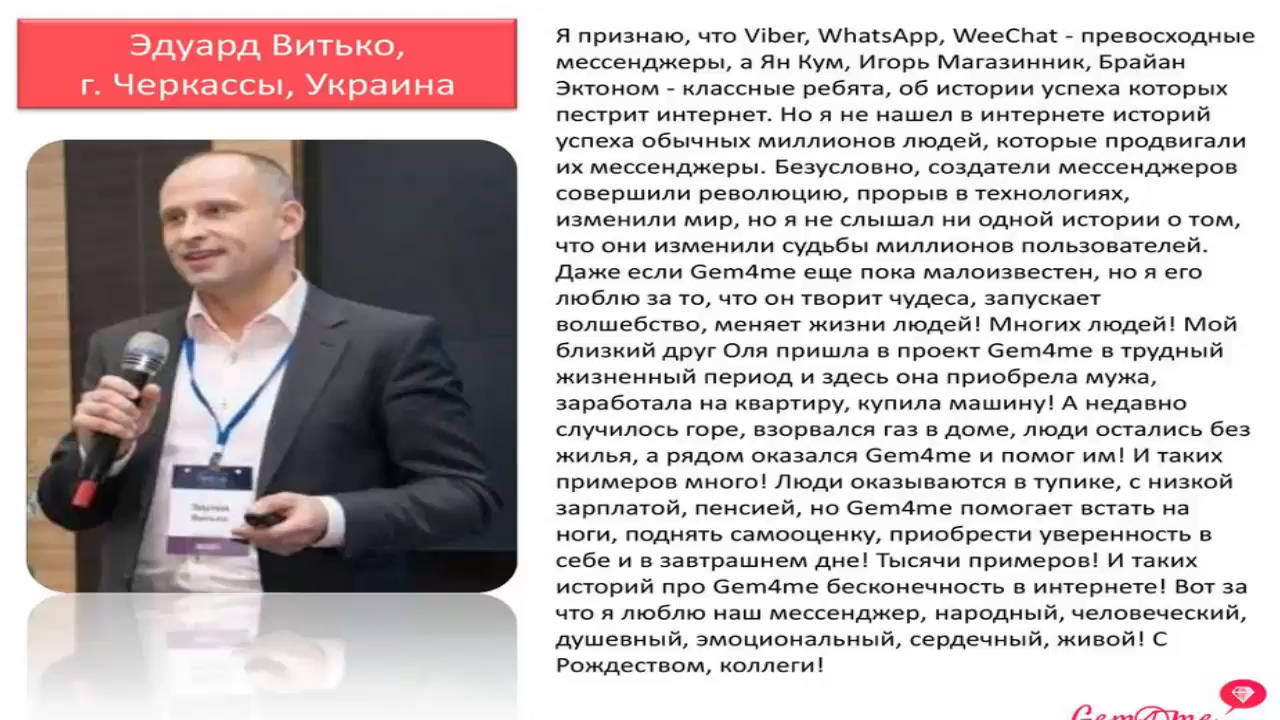 Эдуард Витько,
г. Черкассы, Украина
Я признаю, что Viber, WhatsApp, WeeChat - превосходные
мессенджеры, а Ян Кум, Игорь Магазинник, Брайан
Эктоном - классные ребята, об истории успеха которых
пестрит интернет. Но я не нашел в интернете историй
успеха обычных миллионов людей, которые продвигали
их мессенджеры. Безусловно, создатели мессенджеров
совершили революцию, прорыв в технологиях,
изменили мир, но я не слышал ни одной истории о том,
что они изменили судьбы миллионов пользователей.
Даже если Gem4me еще пока малоизвестен, но я его
люблю за то, что он творит чудеса, запускает
волшебство, меняет жизни людей! Многих людей! Мой
близкий друг Оля пришла в проект Gem4me в трудный
жизненный период и здесь она приобрела мужа,
заработала на квартиру, купила машину! А недавно
случилось горе, взорвался газ в доме, люди остались без
жилья, а рядом оказался Gem4me и помог им! И таких
примеров много! Люди оказываются в тупике, с низкой
зарплатой, пенсией, но Gem4me помогает встать на
ноги, поднять самооценку, приобрести уверенность в
себе и в завтрашнем дне! Тысячи примеров! И таких
историй про Gem4me бесконечность в интернете! Вот за
что я люблю наш мессенджер, народный, человеческий,
душевный, эмоциональный, сердечный, живой! С
Рождеством, коллеги!
Эдуард
Витько
Gem4me